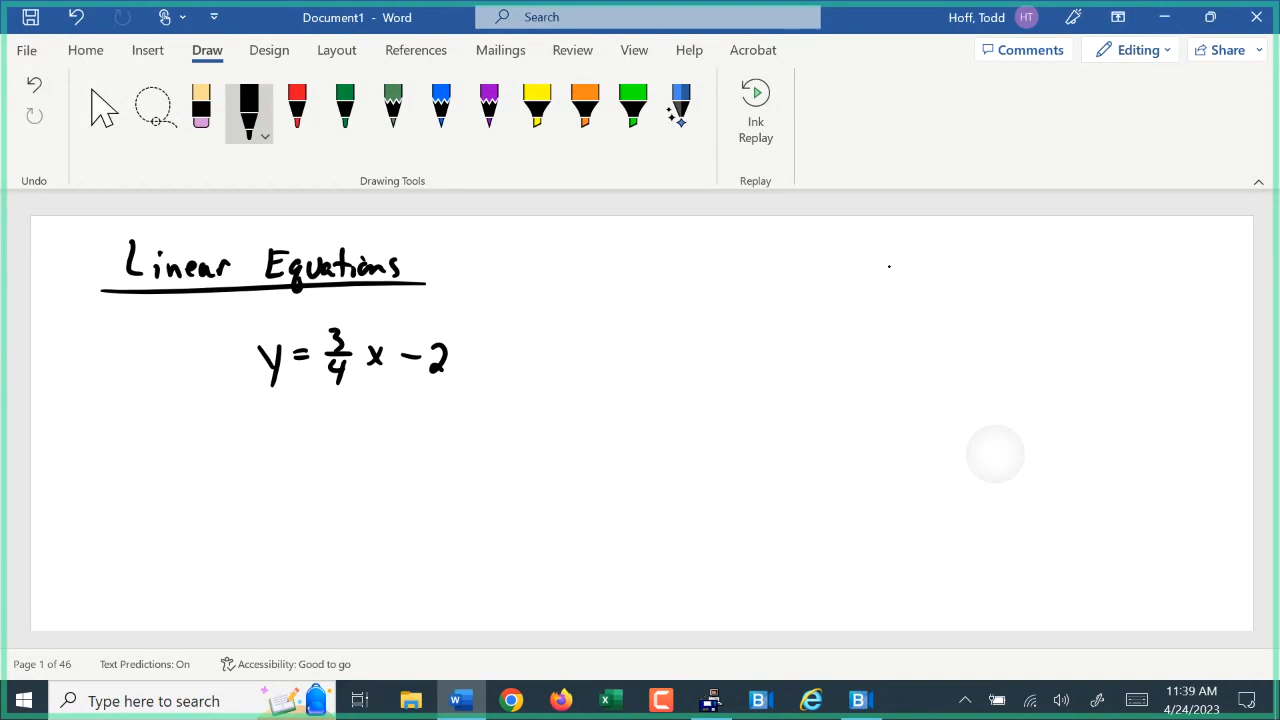 Document1 - Word
Search
Hoff, Todd
HT
File Home Insert Draw Design Layout References Mailings Review View Help Acrobat
Comments
Editing
Share
Ink Replay
Undo
Drawing Tools
Replay
Linear Equations
y = 3/4 x - 2
Page 1 of 46
Text Predictions: On
Accessibility: Good to go
Type here to search
11:39 AM
4/24/2023